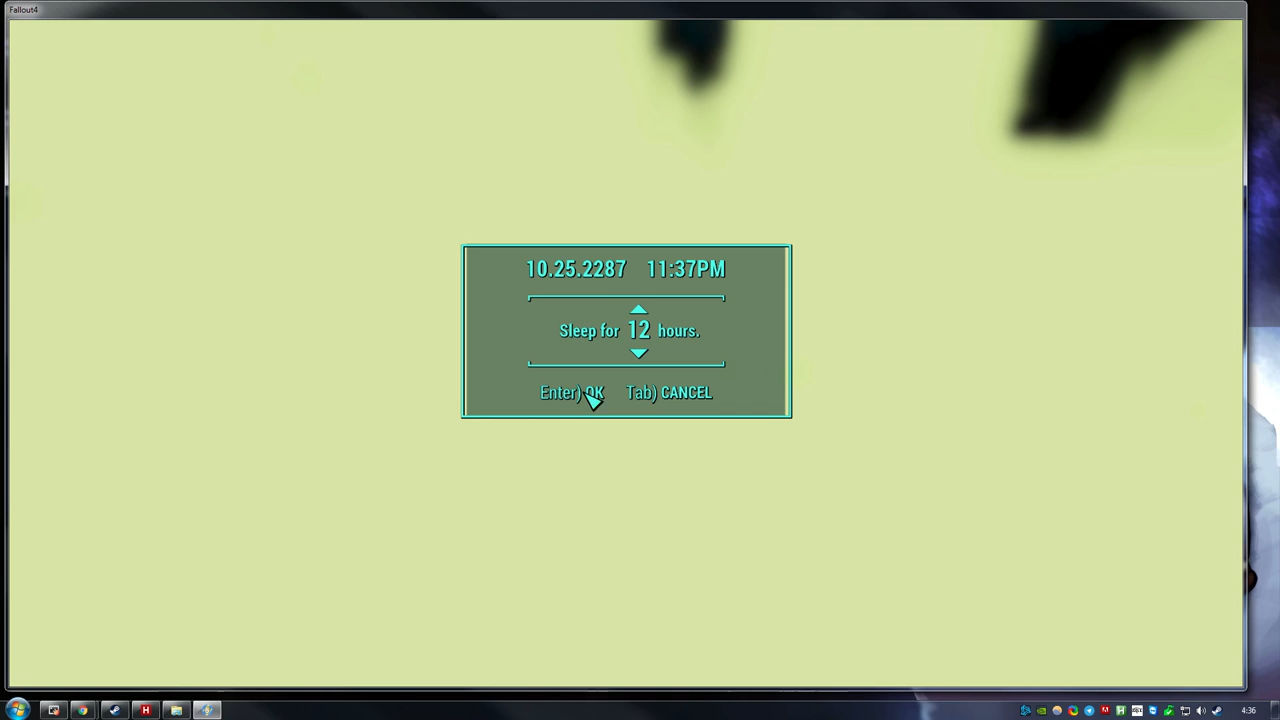 Fallout4
10.25.2287 11:37PM
Sleep for 12 hours.
Enter) OK Tab) CANCEL
4:36